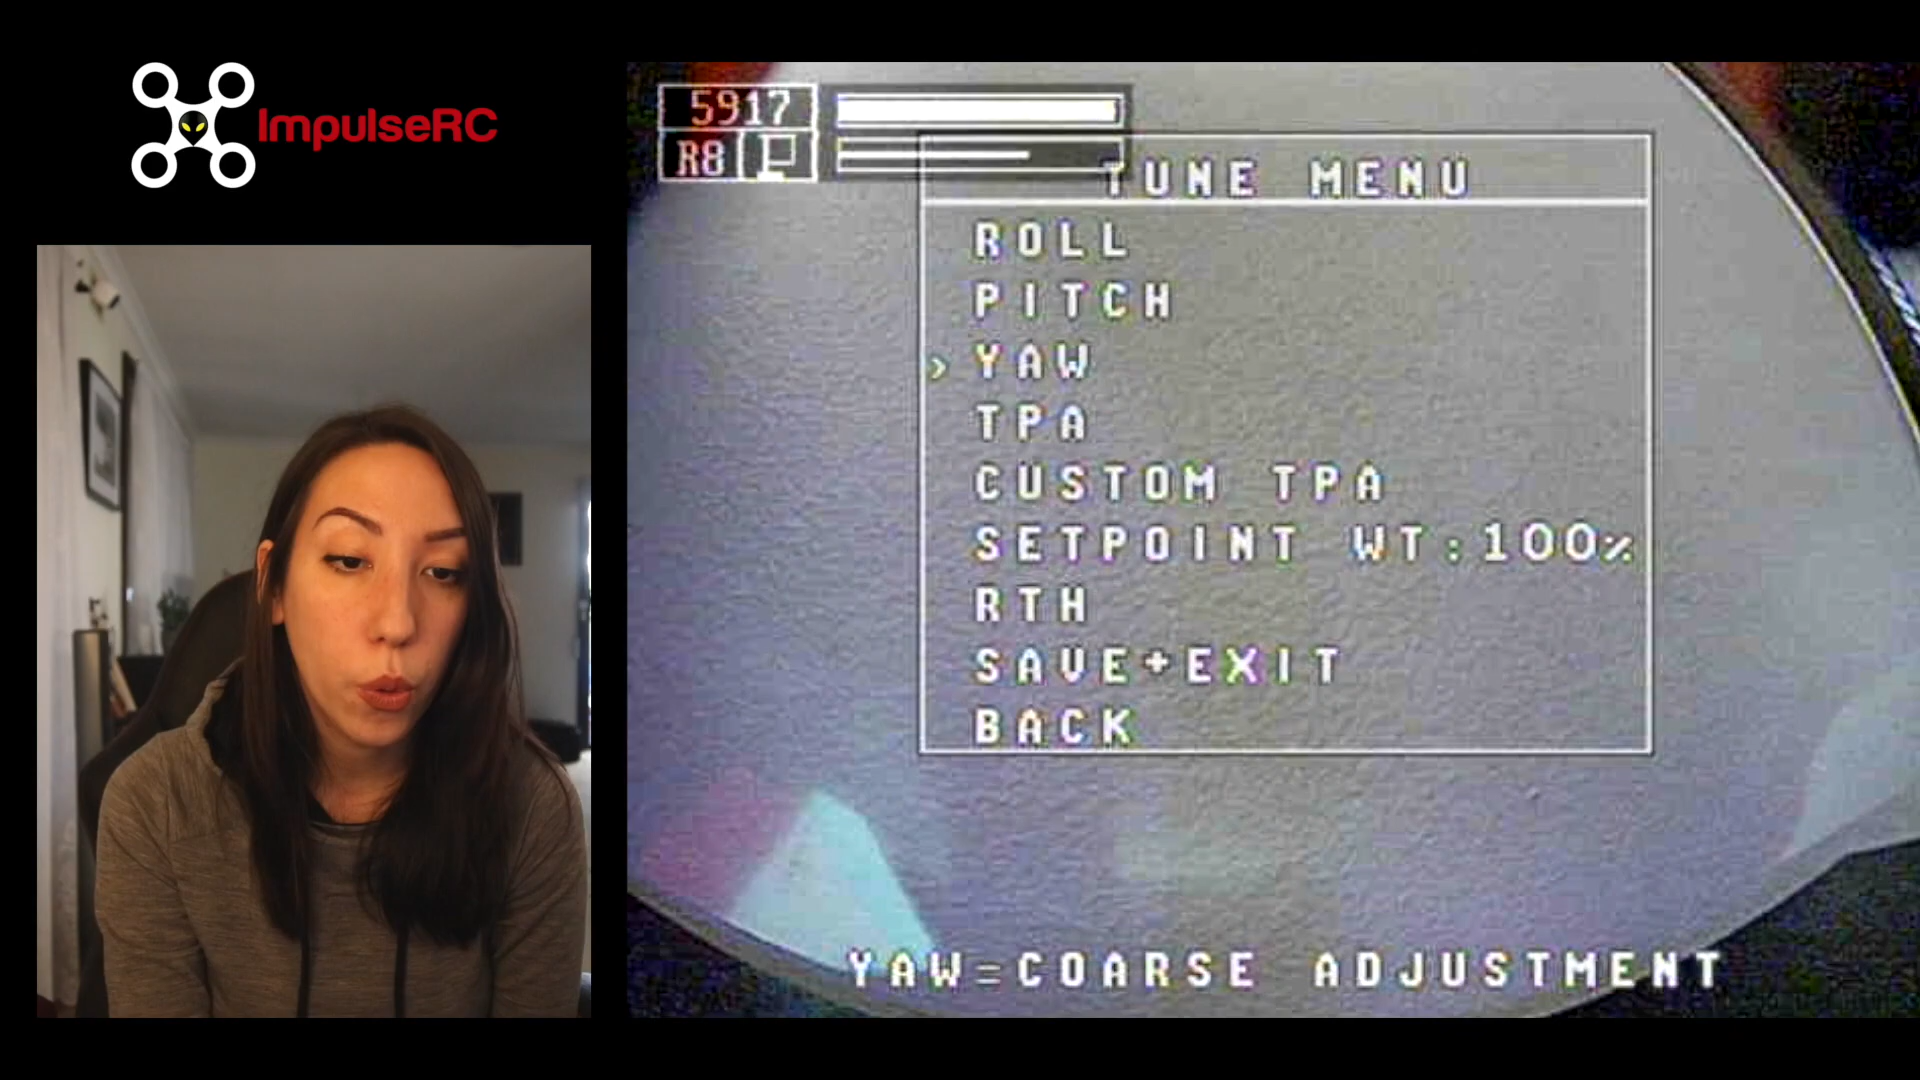 ImpulseRC
5917
R8
TUNE MENU
ROLL
PITCH
> YAW
TPA
CUSTOM TPA
SETPOINT WT:100%
RTH
SAVE+EXIT
BACK
YAW=COARSE ADJUSTMENT